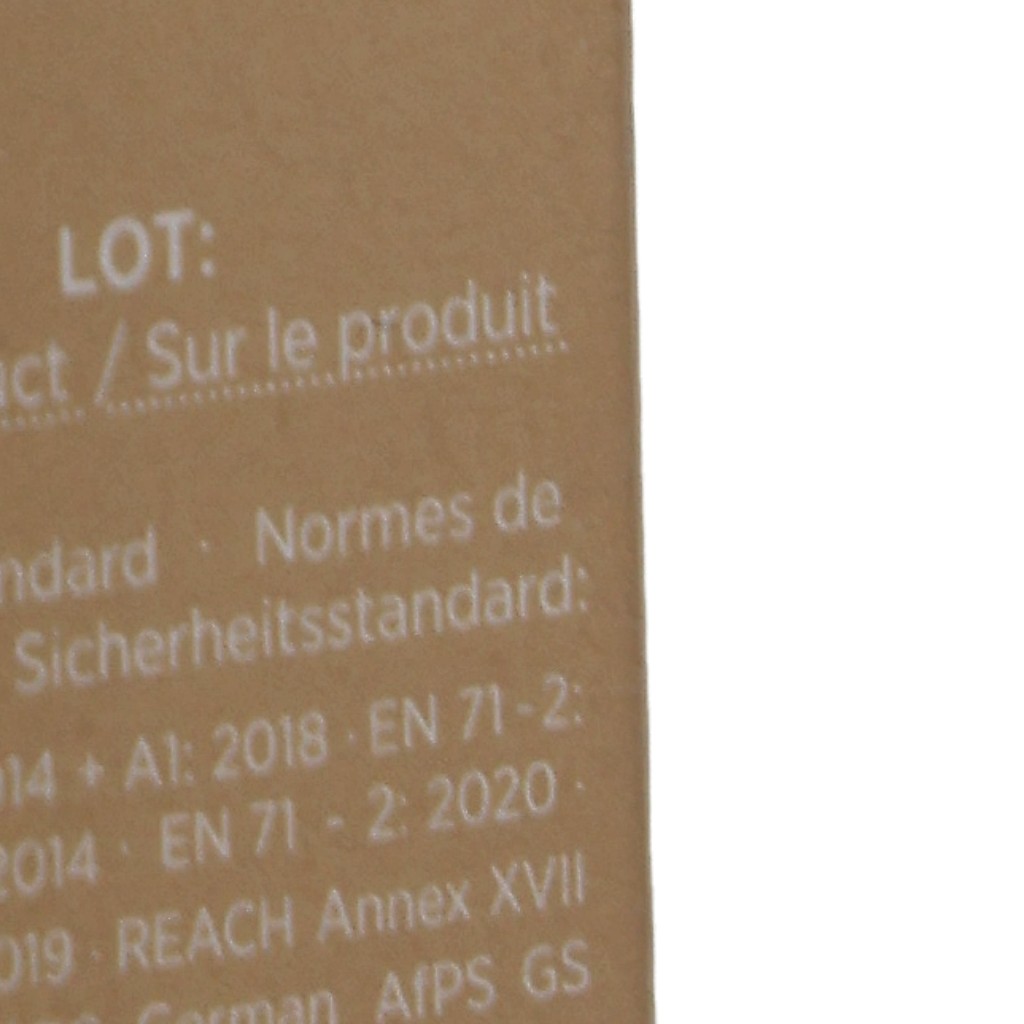 LOT:
/ Sur le produit
ndard · Normes de
Sicherheitsstandard:
014 + A1: 2018 · EN 71-2:
2014 · EN 71 - 2: 2020 ·
019 · REACH Annex XVII
German AfPS GS